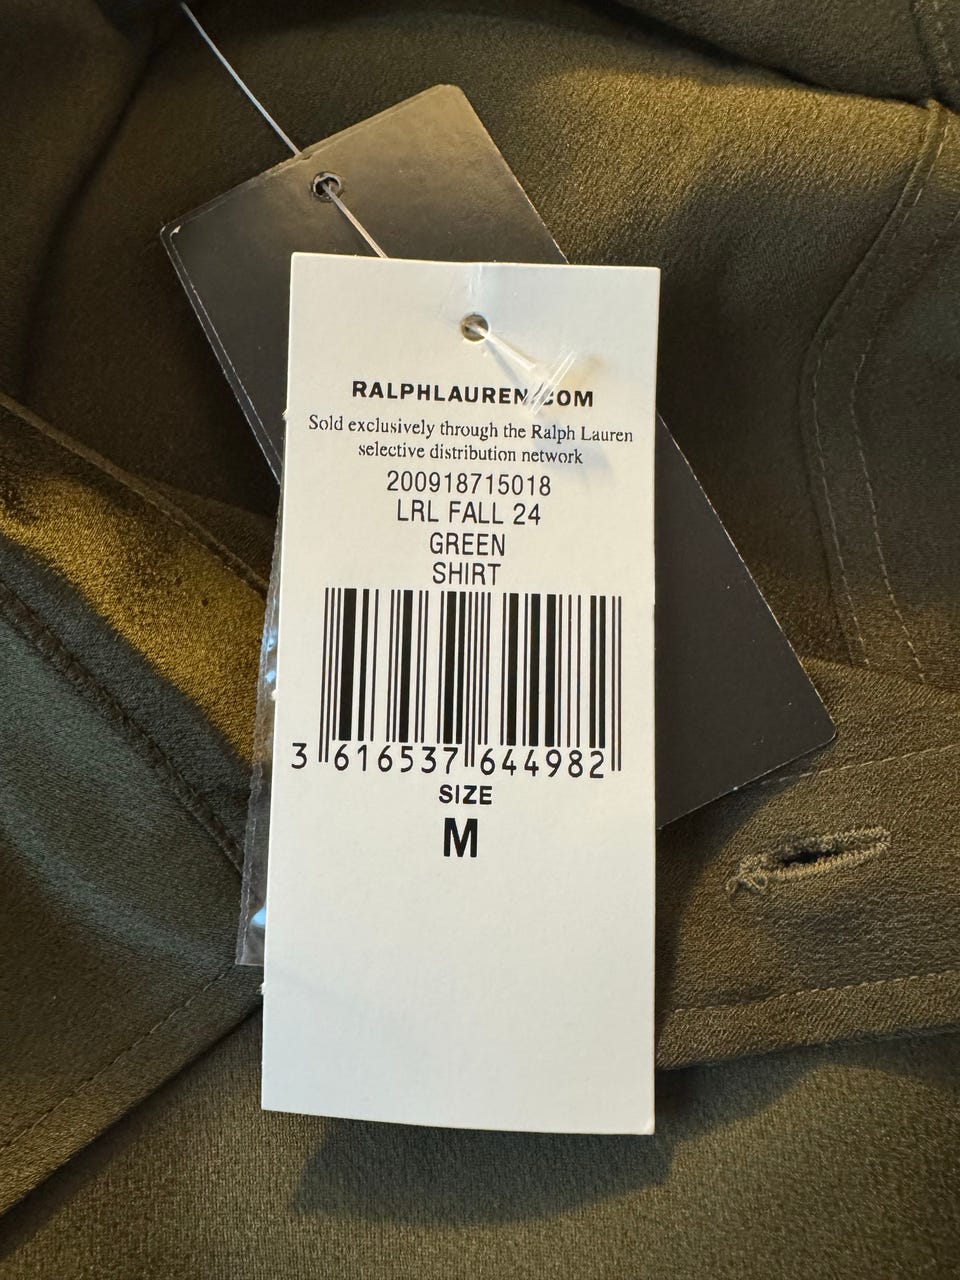 RALPHLAUREN.COM
Sold exclusively through the Ralph Lauren
selective distribution network
200918715018
LRL FALL 24
GREEN
SHIRT
3 616537 644982
SIZE
M